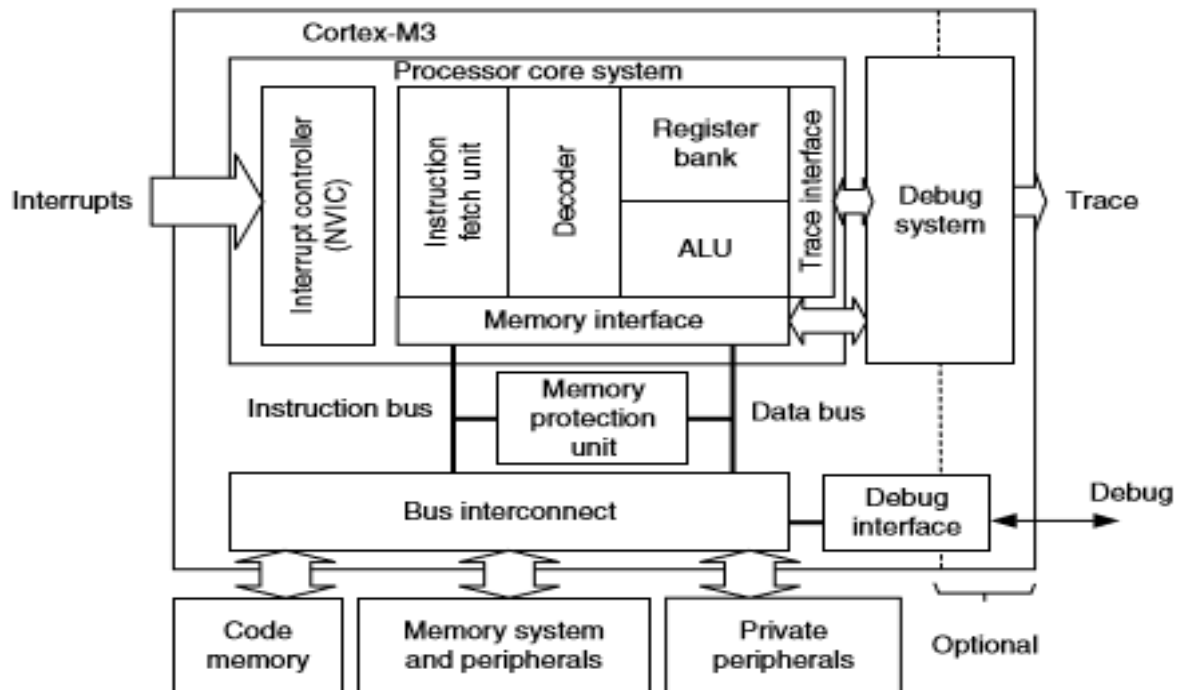 Cortex-M3
Processor core system
Interrupts
Interrupt controller
(NVIC)
Instruction
fetch unit
Decoder
Register
bank
ALU
Trace interface
Debug
system
Trace
Memory interface
Instruction bus
Memory
protection
unit
Data bus
Bus interconnect
Debug
interface
Debug
Code
memory
Memory system
and peripherals
Private
peripherals
Optional